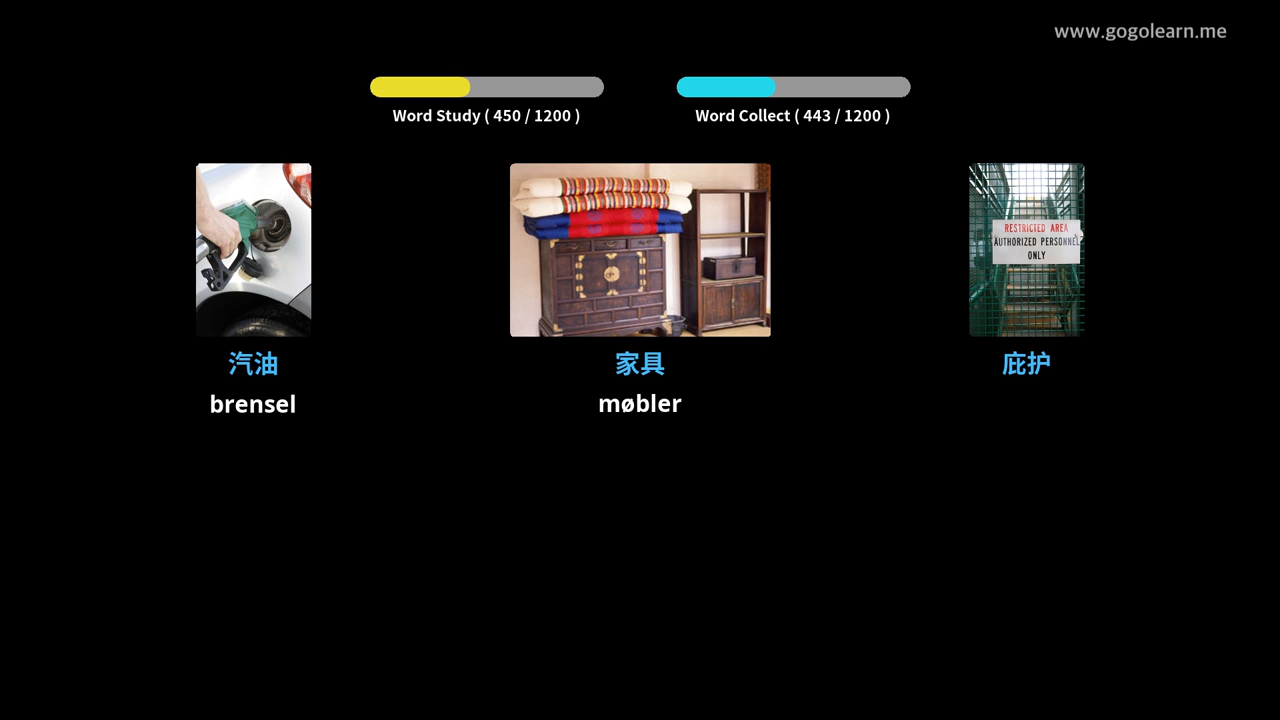 www.gogolearn.me
Word Study ( 450 / 1200 )
Word Collect ( 443 / 1200 )
RESTRICTED AREA
AUTHORIZED PERSONNEL
ONLY
汽油
家具
庇护
brensel
møbler